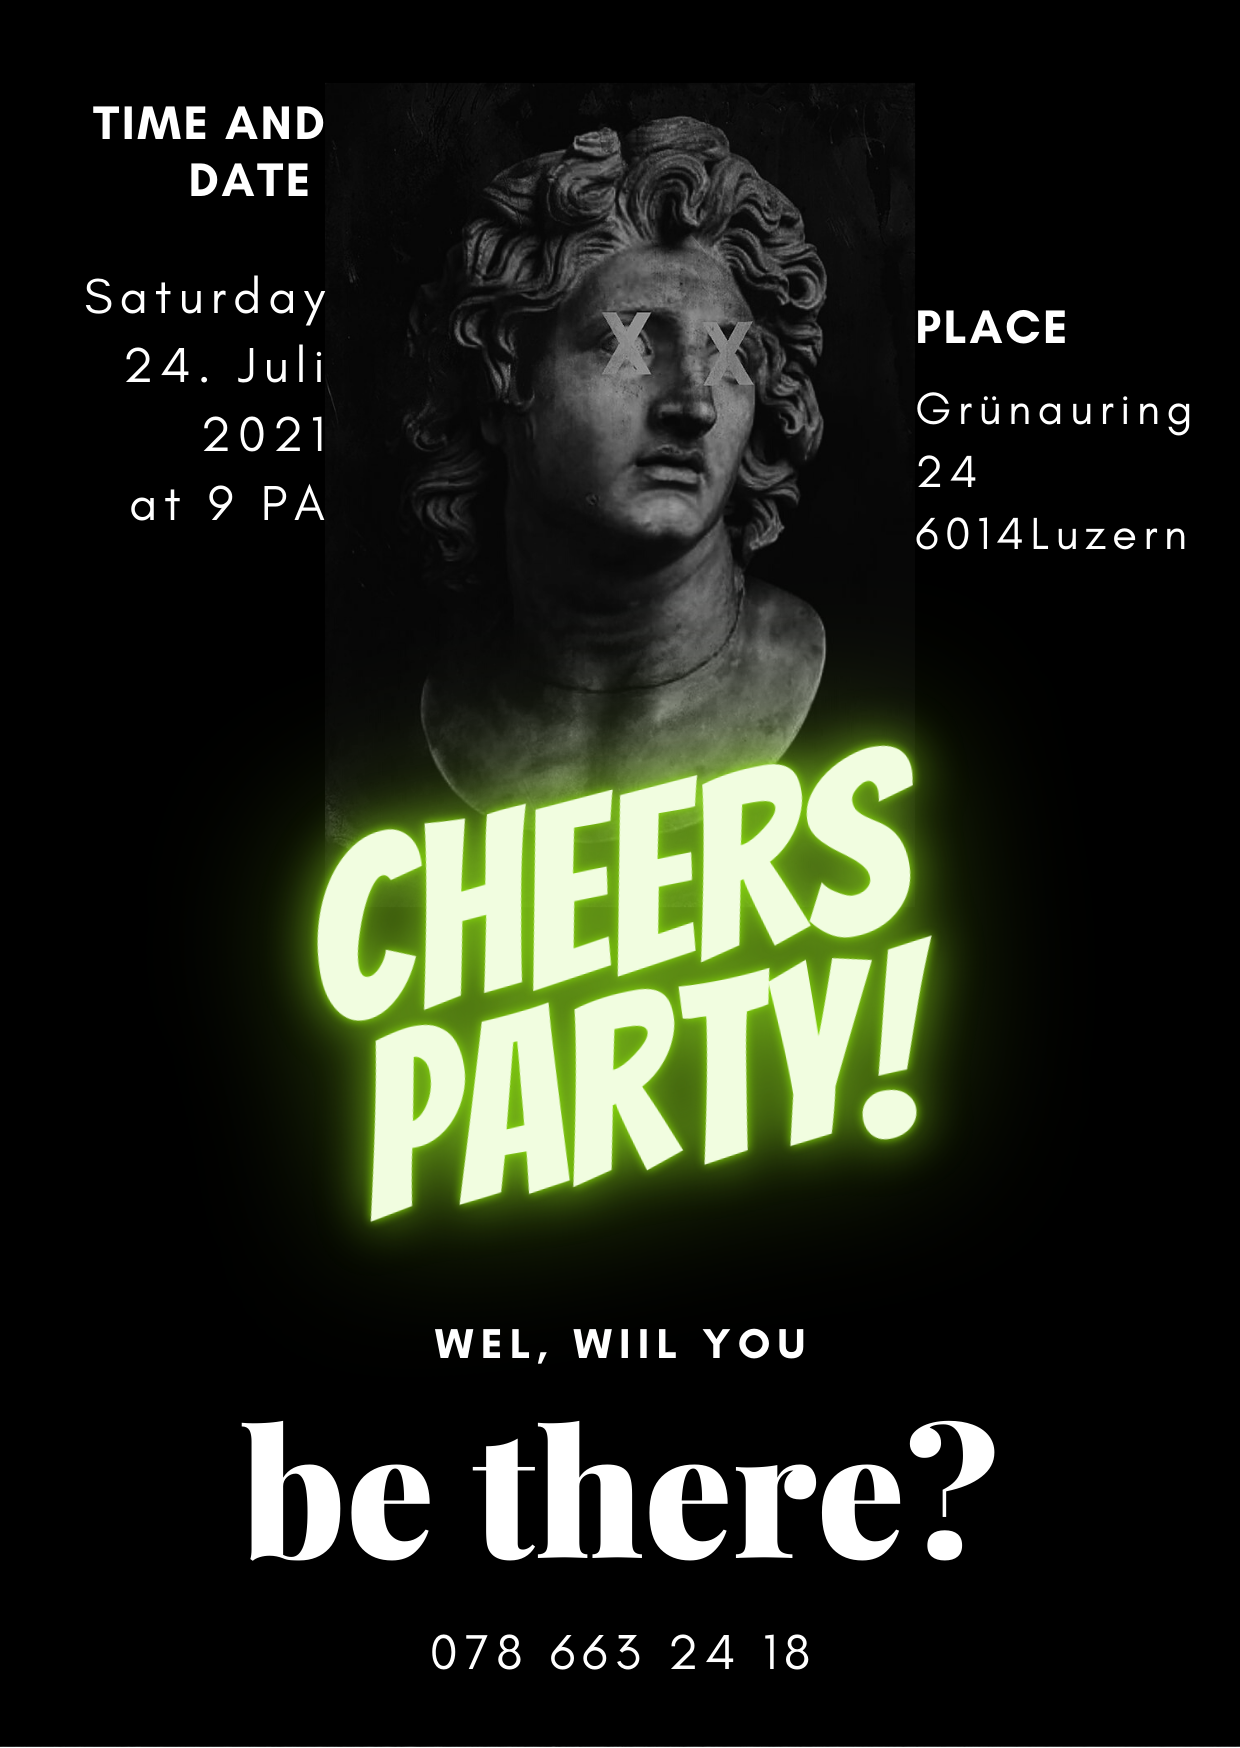 TIME AND
DATE
Saturday
24. Juli
2021
at 9 PA
PLACE
Grünauring
24
6014Luzern
X X
CHEERS
PARTY!
WEL, WIIL YOU
be there?
078 663 24 18